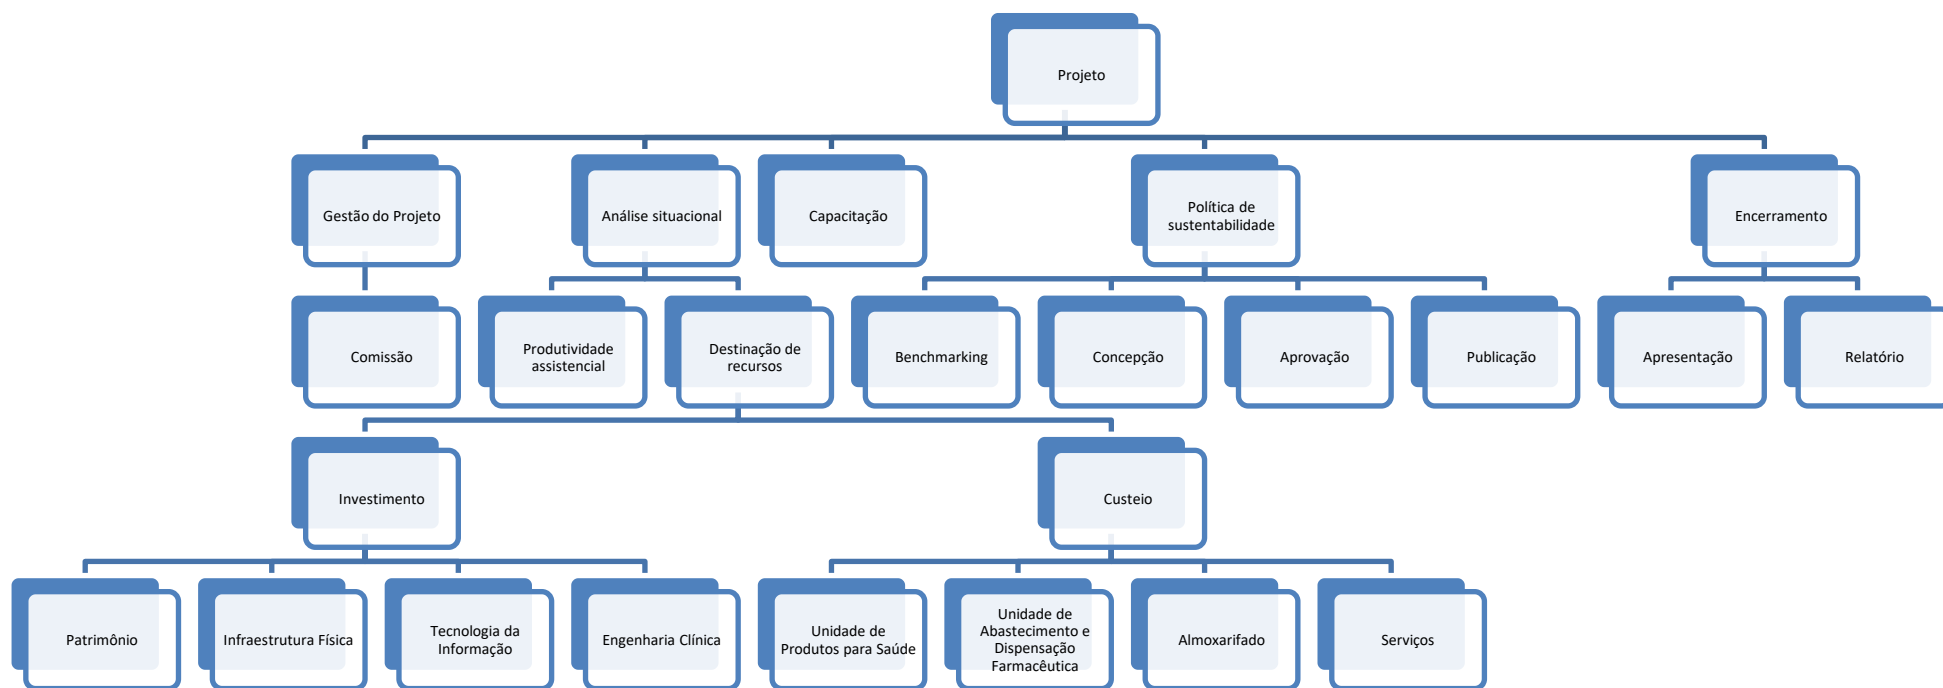 Projeto
Gestão do Projeto
Análise situacional
Capacitação
Política de
sustentabilidade
Encerramento
Comissão
Produtividade
assistencial
Destinação de
recursos
Benchmarking
Concepção
Aprovação
Publicação
Apresentação
Relatório
Investimento
Custeio
Patrimônio
Infraestrutura Física
Tecnologia da
Informação
Engenharia Clínica
Unidade de
Produtos para Saúde
Unidade de
Abastecimento e
Dispensação
Farmacêutica
Almoxarifado
Serviços